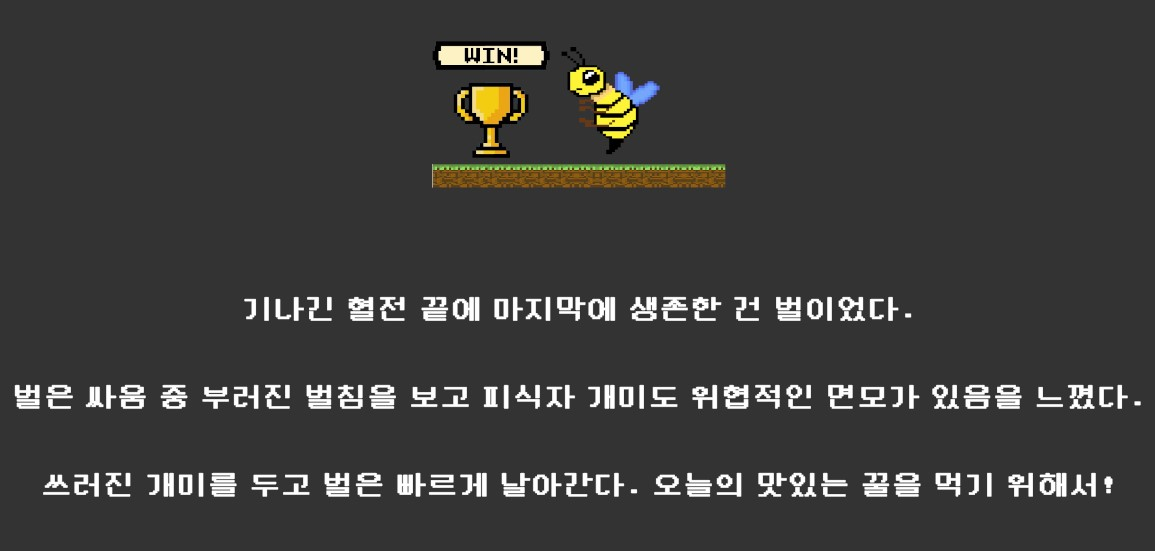 WIN!
기나긴 혈전 끝에 마지막에 생존한 건 벌이었다.
벌은 싸움 중 부러진 벌침을 보고 피식자 개미도 위협적인 면모가 있음을 느꼈다.
쓰러진 개미를 두고 벌은 빠르게 날아간다. 오늘의 맛있는 꿀을 먹기 위해서!